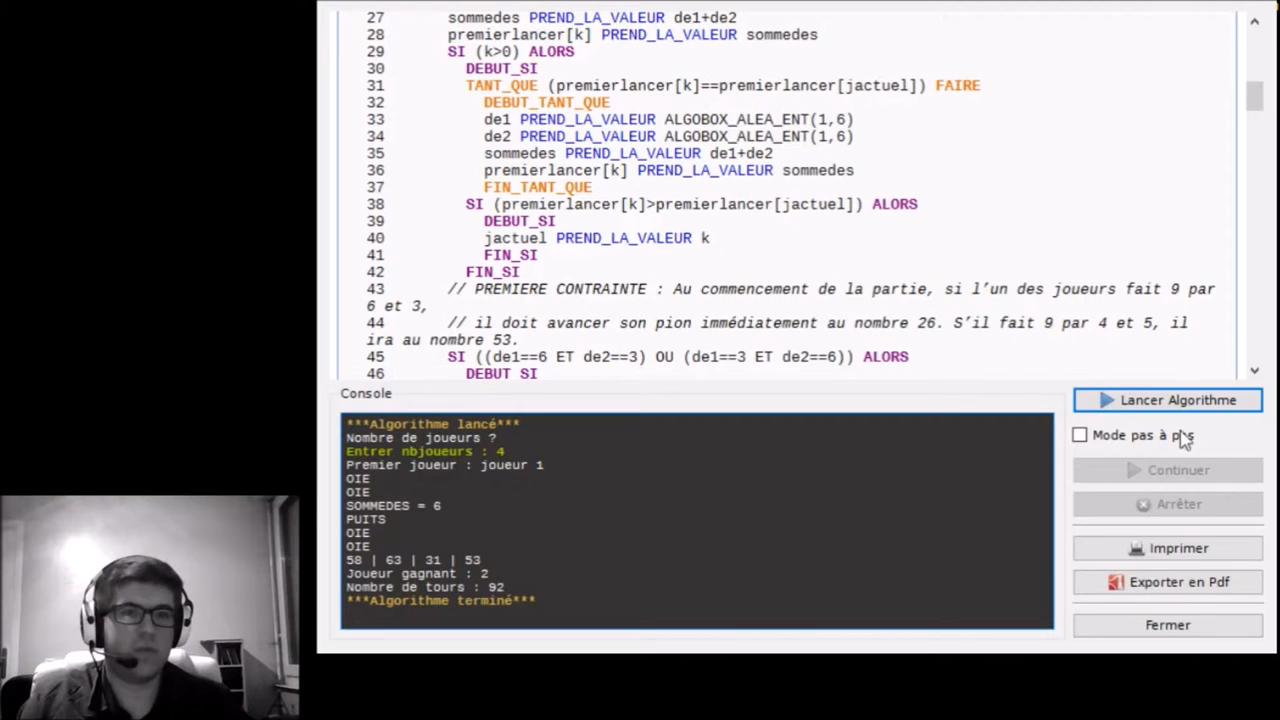 27 sommedes PREND_LA_VALEUR de1+de2
28 premierlancer[k] PREND_LA_VALEUR sommedes
29 SI (k>0) ALORS
30 DEBUT_SI
31 TANT_QUE (premierlancer[k]==premierlancer[jactuel]) FAIRE
32 DEBUT_TANT_QUE
33 de1 PREND_LA_VALEUR ALGOBOX_ALEA_ENT(1,6)
34 de2 PREND_LA_VALEUR ALGOBOX_ALEA_ENT(1,6)
35 sommedes PREND_LA_VALEUR de1+de2
36 premierlancer[k] PREND_LA_VALEUR sommedes
37 FIN_TANT_QUE
38 SI (premierlancer[k]>premierlancer[jactuel]) ALORS
39 DEBUT_SI
40 jactuel PREND_LA_VALEUR k
41 FIN_SI
42 FIN_SI
43 // PREMIERE CONTRAINTE : Au commencement de la partie, si l'un des joueurs fait 9 par
6 et 3,
44 // il doit avancer son pion immédiatement au nombre 26. S'il fait 9 par 4 et 5, il
ira au nombre 53.
45 SI ((de1==6 ET de2==3) OU (de1==3 ET de2==6)) ALORS
46 DEBUT_SI
Console
***Algorithme lancé***
Nombre de joueurs ?
Entrer nbjoueurs : 4
Premier joueur : joueur 1
OIE
OIE
SOMMEDES = 6
PUITS
OIE
OIE
58 | 63 | 31 | 53
Joueur gagnant : 2
Nombre de tours : 92
***Algorithme terminé***
Lancer Algorithme
Mode pas à pas
Continuer
Arrêter
Imprimer
Exporter en Pdf
Fermer